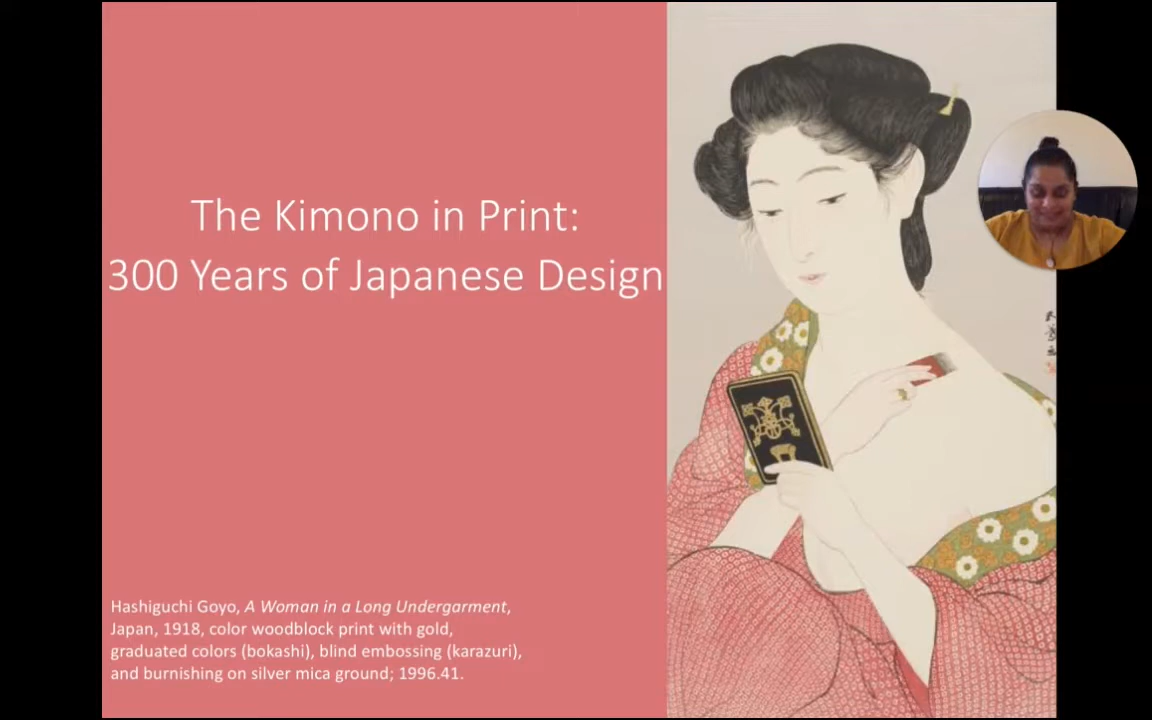 The Kimono in Print:
300 Years of Japanese Design
Hashiguchi Goyo, A Woman in a Long Undergarment,
Japan, 1918, color woodblock print with gold,
graduated colors (bokashi), blind embossing (karazuri),
and burnishing on silver mica ground; 1996.41.